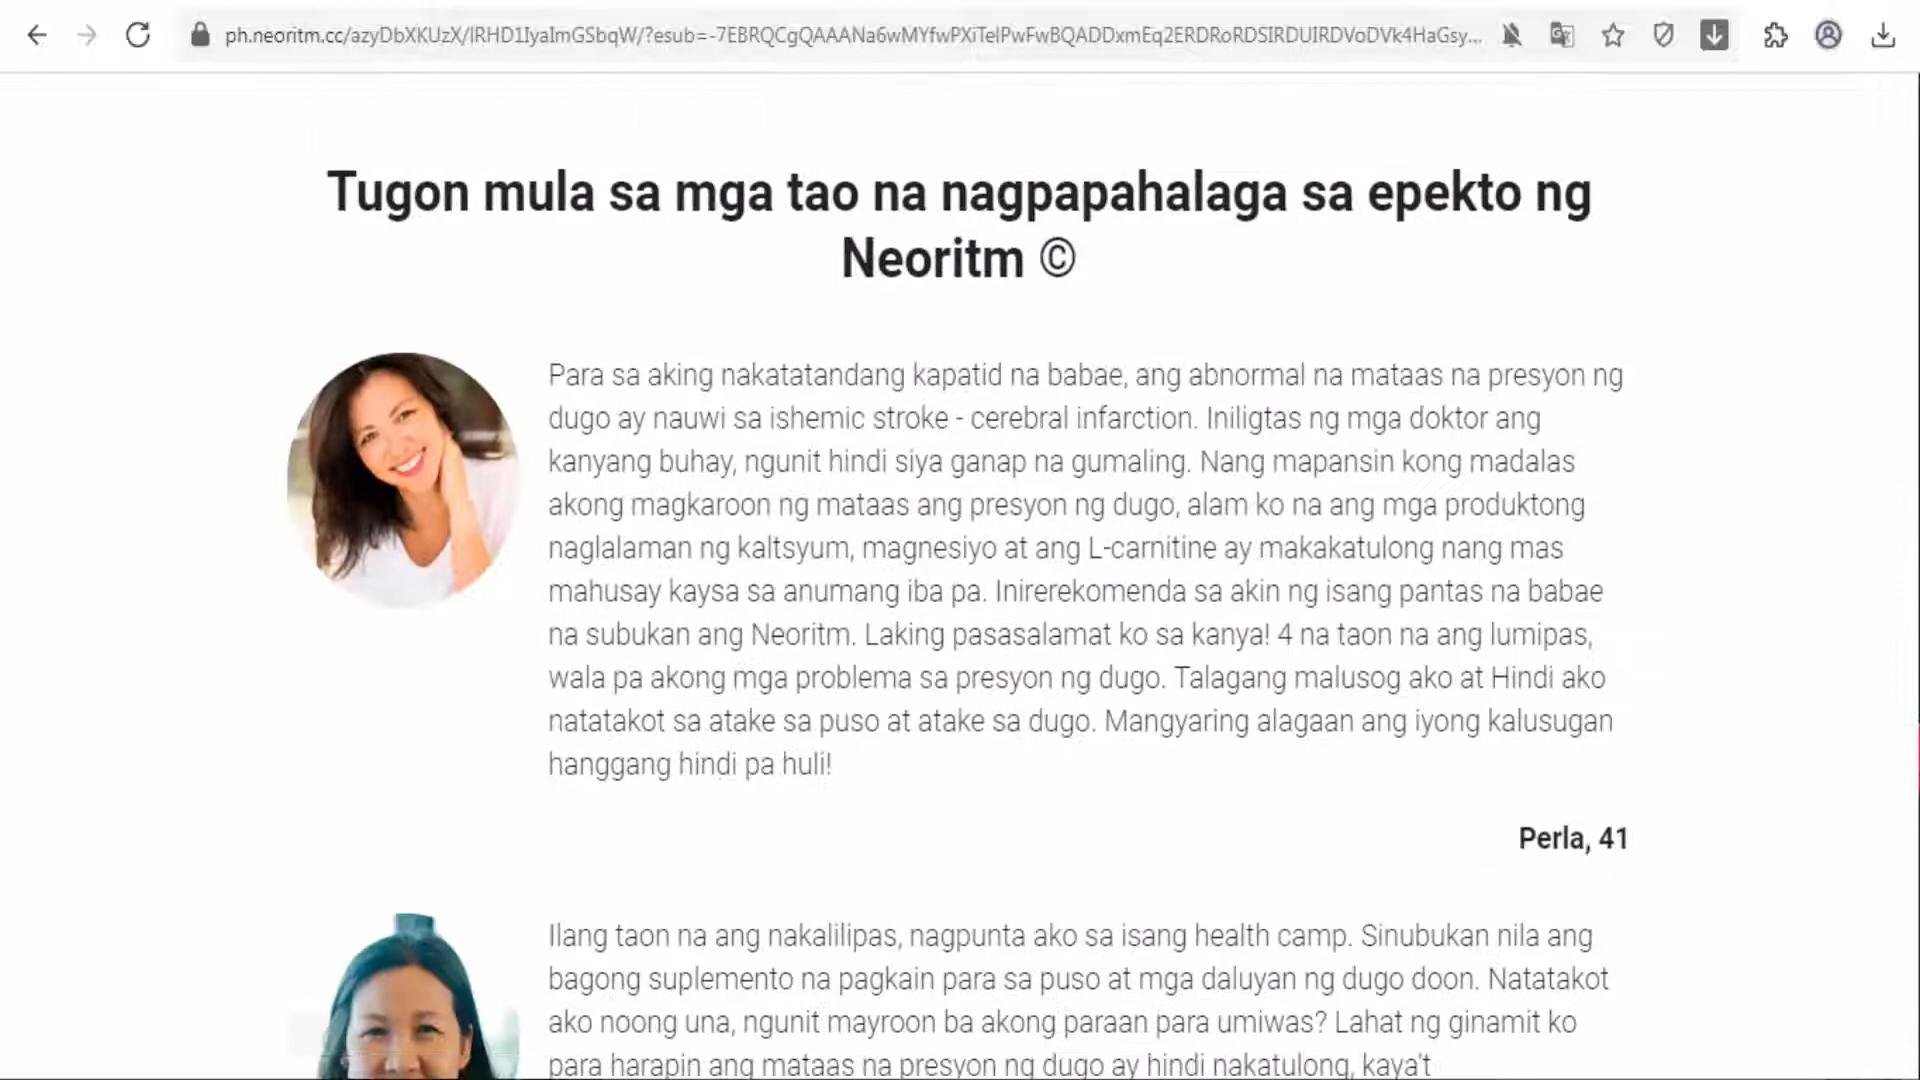 ph.neoritm.cc/azyDbXKUzX/lRHD1IyaImGSbqW/?esub=-7EBRQCgQAAANa6wMYfwPXiTelPwFwBQADDxmEq2ERDRoRDSIRDUIRDVoDVk4HaGsy...
Tugon mula sa mga tao na nagpapahalaga sa epekto ng
Neoritm ©
Para sa aking nakatatandang kapatid na babae, ang abnormal na mataas na presyon ng
dugo ay nauwi sa ishemic stroke - cerebral infarction. Iniligtas ng mga doktor ang
kanyang buhay, ngunit hindi siya ganap na gumaling. Nang mapansin kong madalas
akong magkaroon ng mataas ang presyon ng dugo, alam ko na ang mga produktong
naglalaman ng kaltsyum, magnesiyo at ang L-carnitine ay makakatulong nang mas
mahusay kaysa sa anumang iba pa. Inirerekomenda sa akin ng isang pantas na babae
na subukan ang Neoritm. Laking pasasalamat ko sa kanya! 4 na taon na ang lumipas,
wala pa akong mga problema sa presyon ng dugo. Talagang malusog ako at Hindi ako
natatakot sa atake sa puso at atake sa dugo. Mangyaring alagaan ang iyong kalusugan
hanggang hindi pa huli!
Perla, 41
Ilang taon na ang nakalilipas, nagpunta ako sa isang health camp. Sinubukan nila ang
bagong suplemento na pagkain para sa puso at mga daluyan ng dugo doon. Natatakot
ako noong una, ngunit mayroon ba akong paraan para umiwas? Lahat ng ginamit ko
para harapin ang mataas na presyon ng dugo ay hindi nakatulong, kaya't